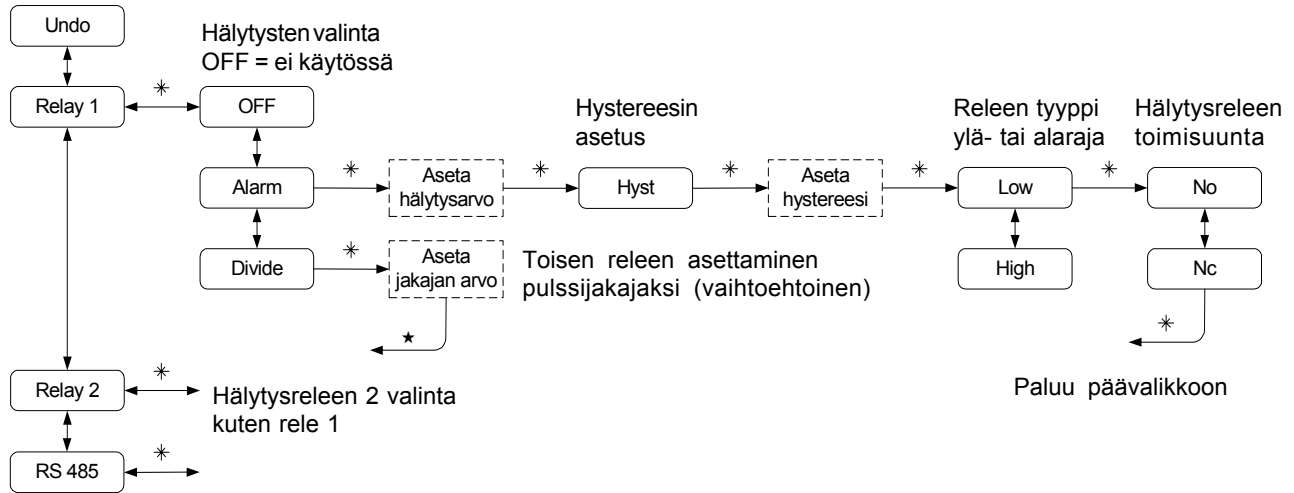 Undo
Hälytysten valinta
OFF = ei käytössä
Relay 1
OFF
Hystereesin
asetus
Releen tyyppi
ylä- tai alaraja
Hälytysreleen
toimisuunta
Alarm
Aseta
hälytysarvo
Hyst
Aseta
hystereesi
Low
No
Divide
Aseta
jakajan arvo
Toisen releen asettaminen
pulssijakajaksi (vaihtoehtoinen)
High
Nc
Relay 2
Hälytysreleen 2 valinta
kuten rele 1
Paluu päävalikkoon
RS 485